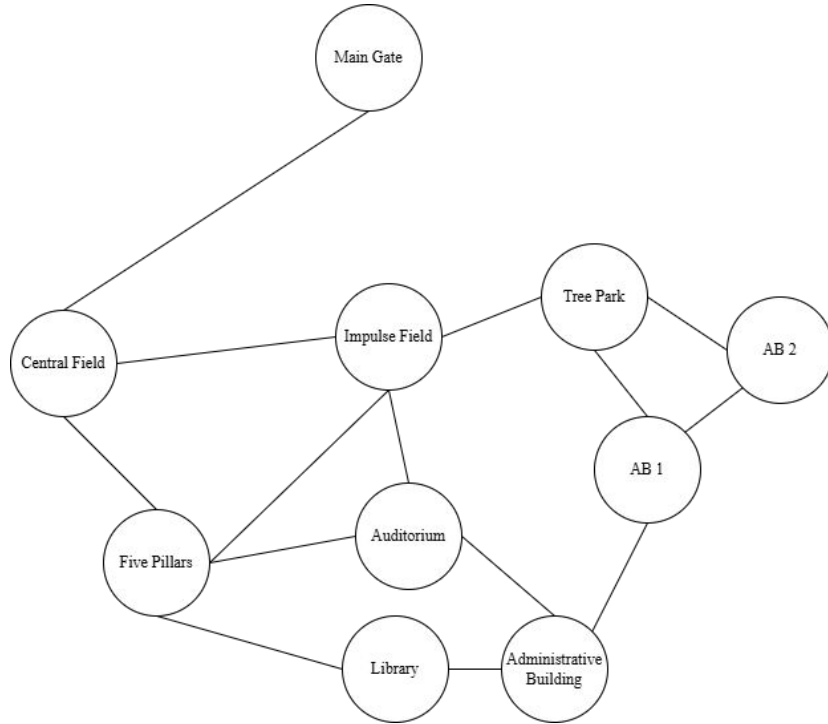 Main Gate
Tree Park
Impulse Field
AB 2
Central Field
AB 1
Auditorium
Five Pillars
Library
Administrative
Building